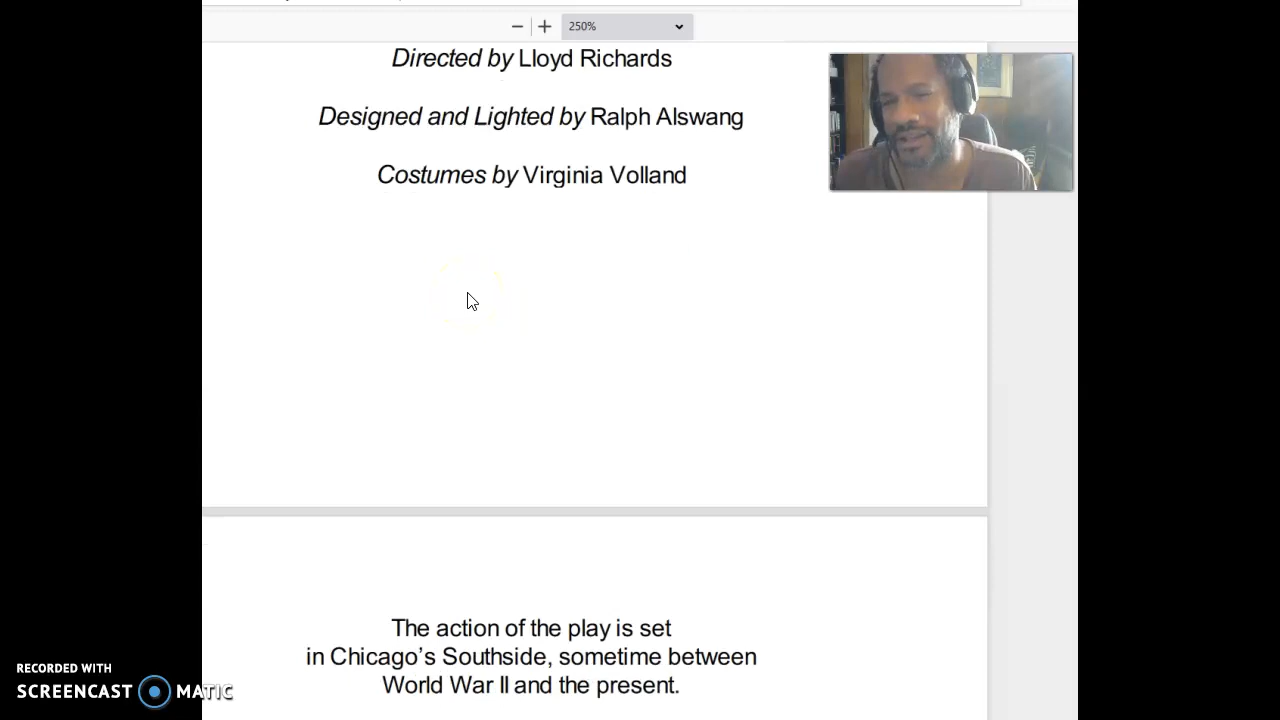 250%
Directed by Lloyd Richards
Designed and Lighted by Ralph Alswang
Costumes by Virginia Volland
The action of the play is set
in Chicago’s Southside, sometime between
World War II and the present.
RECORDED WITH
SCREENCAST MATIC